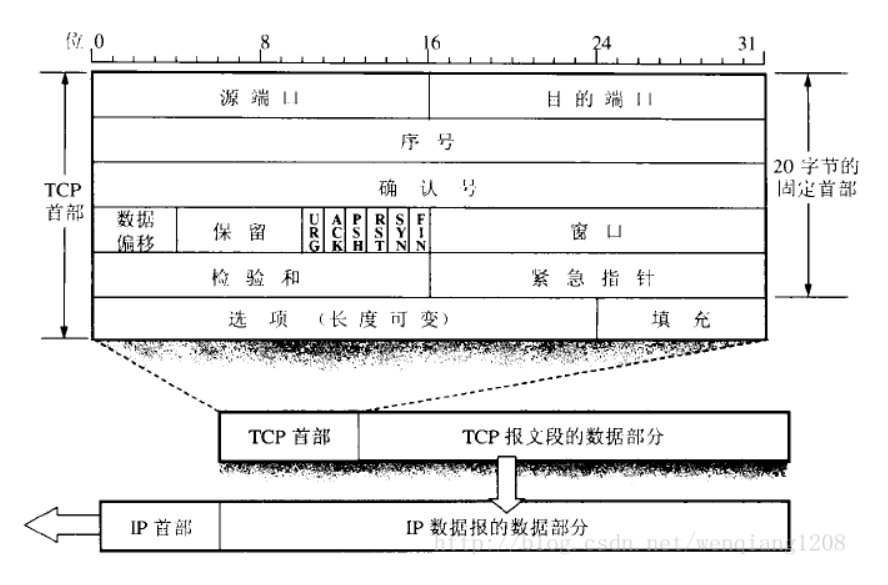 位 0 8 16 24 31
源端口 目的端口
序号
TCP
首部
20 字节的
固定首部
确认号
数据
偏移
保留
URG ACK PSH RST SYN FIN
窗口
检验和 紧急指针
选项（长度可变） 填充
TCP 首部 TCP 报文段的数据部分
IP 首部 IP 数据报的数据部分
http://blog.csdn.net/wenqiang1208